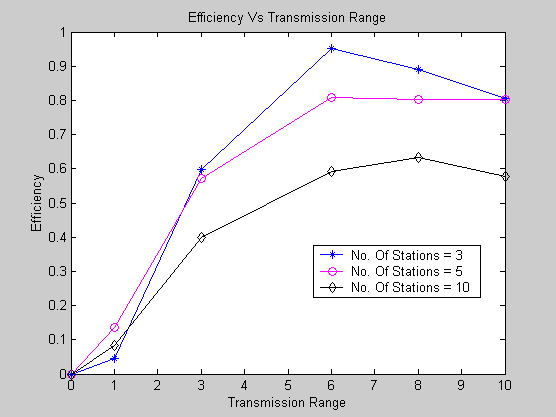 Efficiency Vs Transmission Range
1
0.9
0.8
0.7
0.6
0.5
0.4
0.3
0.2
0.1
0
Efficiency
No. Of Stations = 3
No. Of Stations = 5
No. Of Stations = 10
0 1 2 3 4 5 6 7 8 9 10
Transmission Range